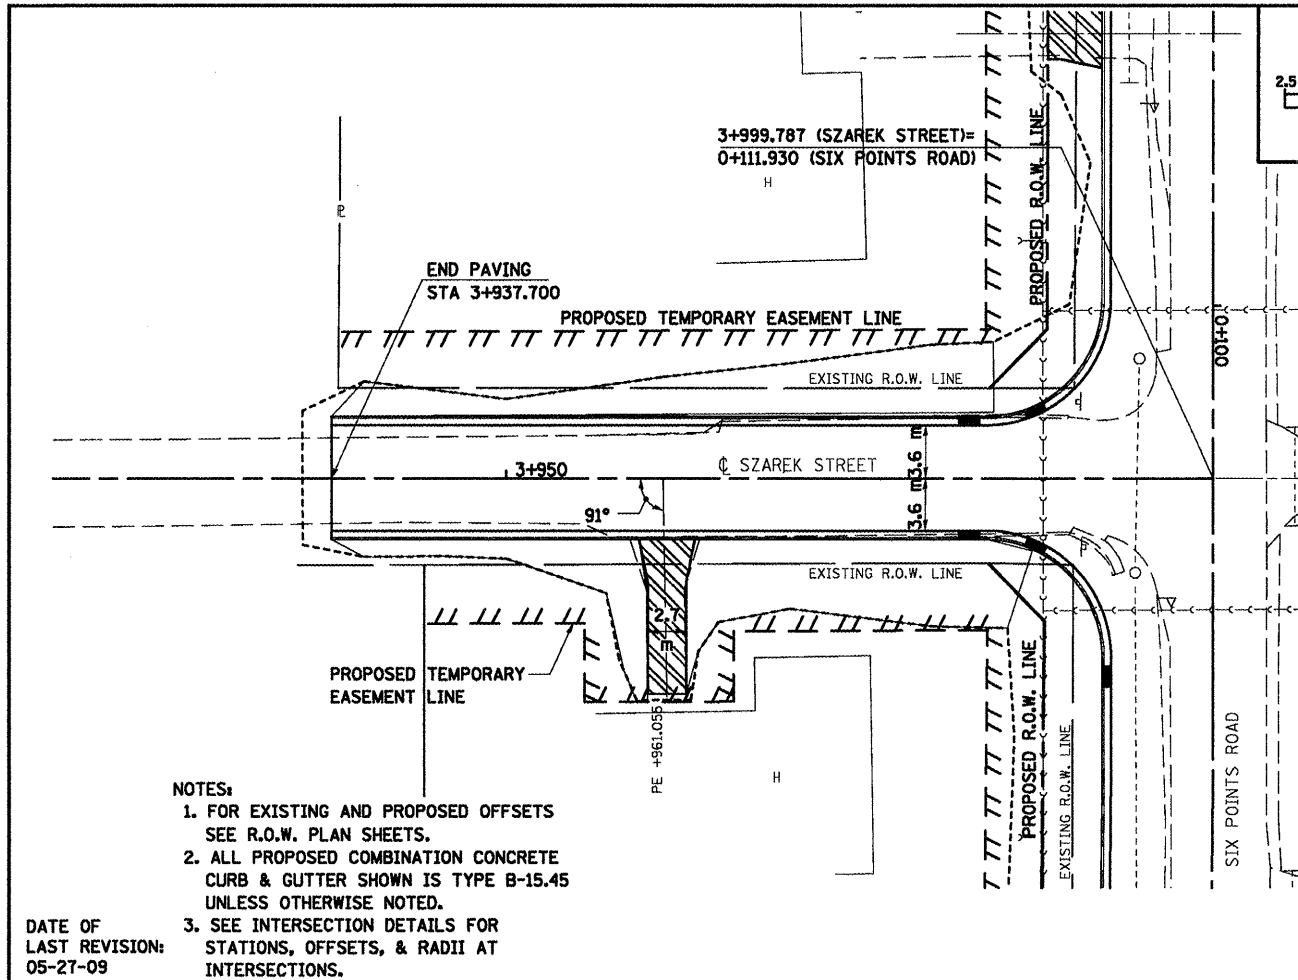 2.5
3+999.787 (SZAREK STREET)=
0+111.930 (SIX POINTS ROAD)
H
PROPOSED R.O.W. LINE
℄
END PAVING
STA 3+937.700
PROPOSED TEMPORARY EASEMENT LINE
0+100
EXISTING R.O.W. LINE
3+950
℄ SZAREK STREET
3.6 m
3.6 m
91°
EXISTING R.O.W. LINE
2.7
m
PROPOSED TEMPORARY
EASEMENT LINE
PE +961.055
H
PROPOSED R.O.W. LINE
EXISTING R.O.W. LINE
SIX POINTS ROAD
NOTES:
1. FOR EXISTING AND PROPOSED OFFSETS
SEE R.O.W. PLAN SHEETS.
2. ALL PROPOSED COMBINATION CONCRETE
CURB & GUTTER SHOWN IS TYPE B-15.45
UNLESS OTHERWISE NOTED.
3. SEE INTERSECTION DETAILS FOR
STATIONS, OFFSETS, & RADII AT
INTERSECTIONS.
DATE OF
LAST REVISION:
05-27-09